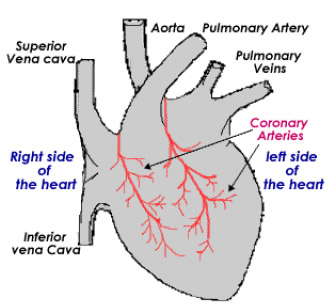 Aorta
Pulmonary Artery
Superior
Vena cava
Pulmonary
Veins
Coronary
Arteries
Right side
of
the heart
left side
of
the heart
Inferior
vena Cava